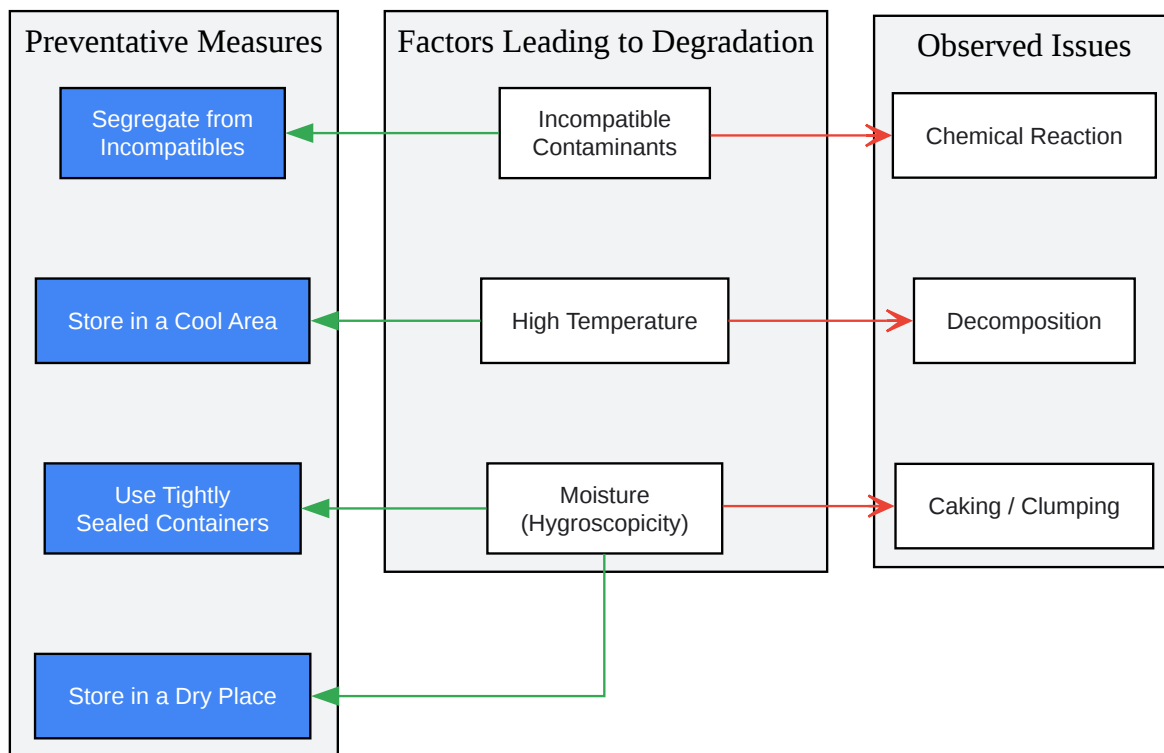 Preventative Measures
Segregate from
Incompatibles
Store in a Cool Area
Use Tightly
Sealed Containers
Store in a Dry Place
Factors Leading to Degradation
Incompatible
Contaminants
High Temperature
Moisture
(Hygroscopicity)
Observed Issues
Chemical Reaction
Decomposition
Caking / Clumping